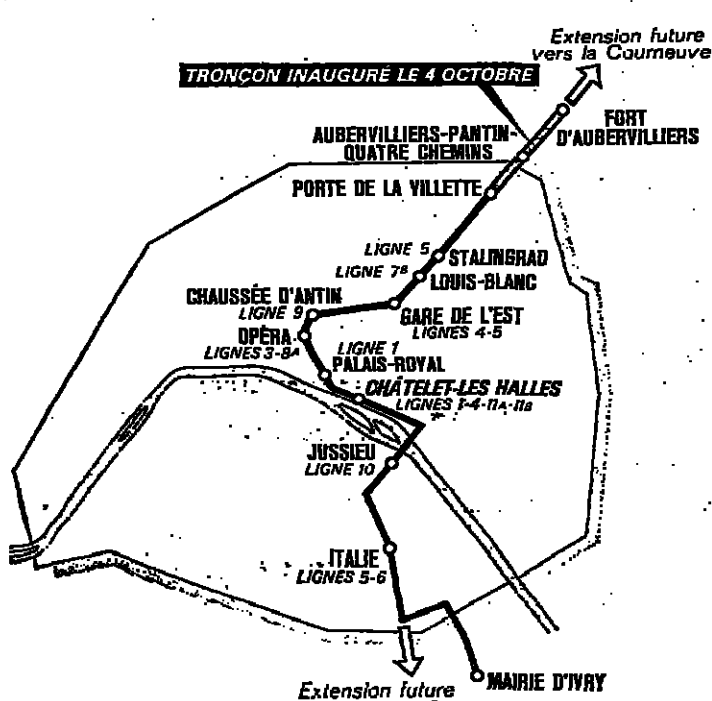 Extension future
vers la Courneuve
TRONÇON INAUGURÉ LE 4 OCTOBRE
FORT
D'AUBERVILLIERS
AUBERVILLIERS-PANTIN-
QUATRE CHEMINS
PORTE DE LA VILLETTE
LIGNE 5
STALINGRAD
LIGNE 7B
LOUIS-BLANC
CHAUSSÉE D'ANTIN
LIGNE 9
GARE DE L'EST
LIGNES 4-5
OPÉRA
LIGNES 3-8A
LIGNE 1
PALAIS-ROYAL
CHÂTELET-LES HALLES
LIGNES 1-4-11A-11B
JUSSIEU
LIGNE 10
ITALIE
LIGNES 5-6
MAIRIE D'IVRY
Extension future